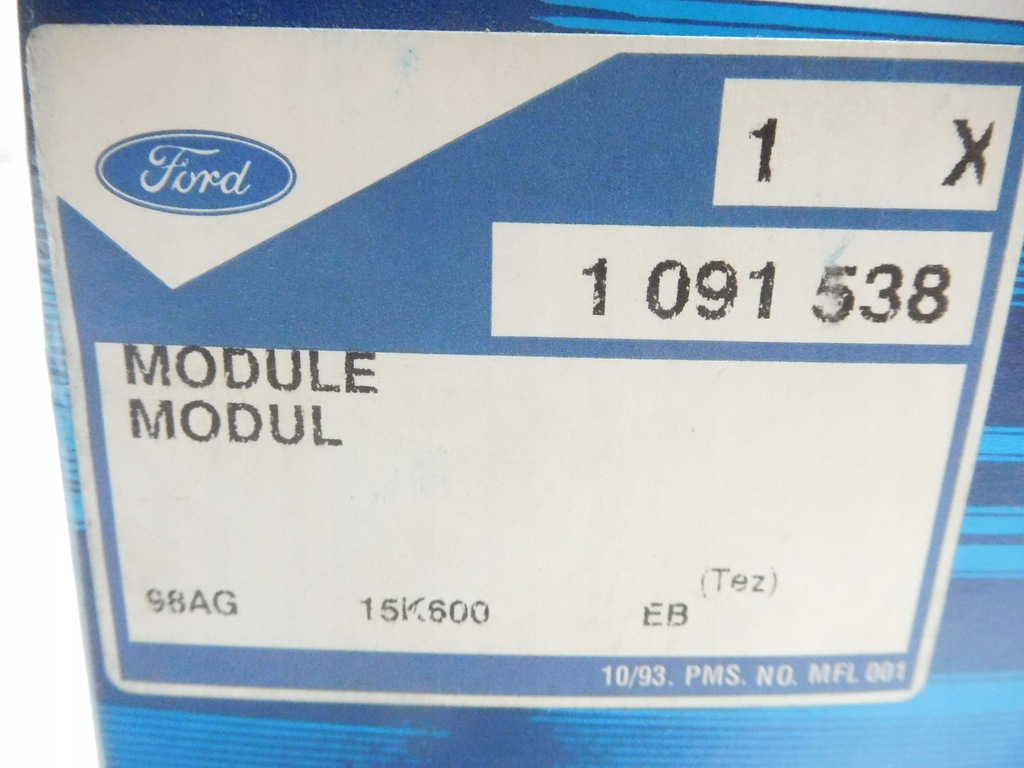 Ford
1 X
1 091 538
MODULE
MODUL
(Tez)
98AG 15K600 EB
10/93. PMS. NO. MFL 001